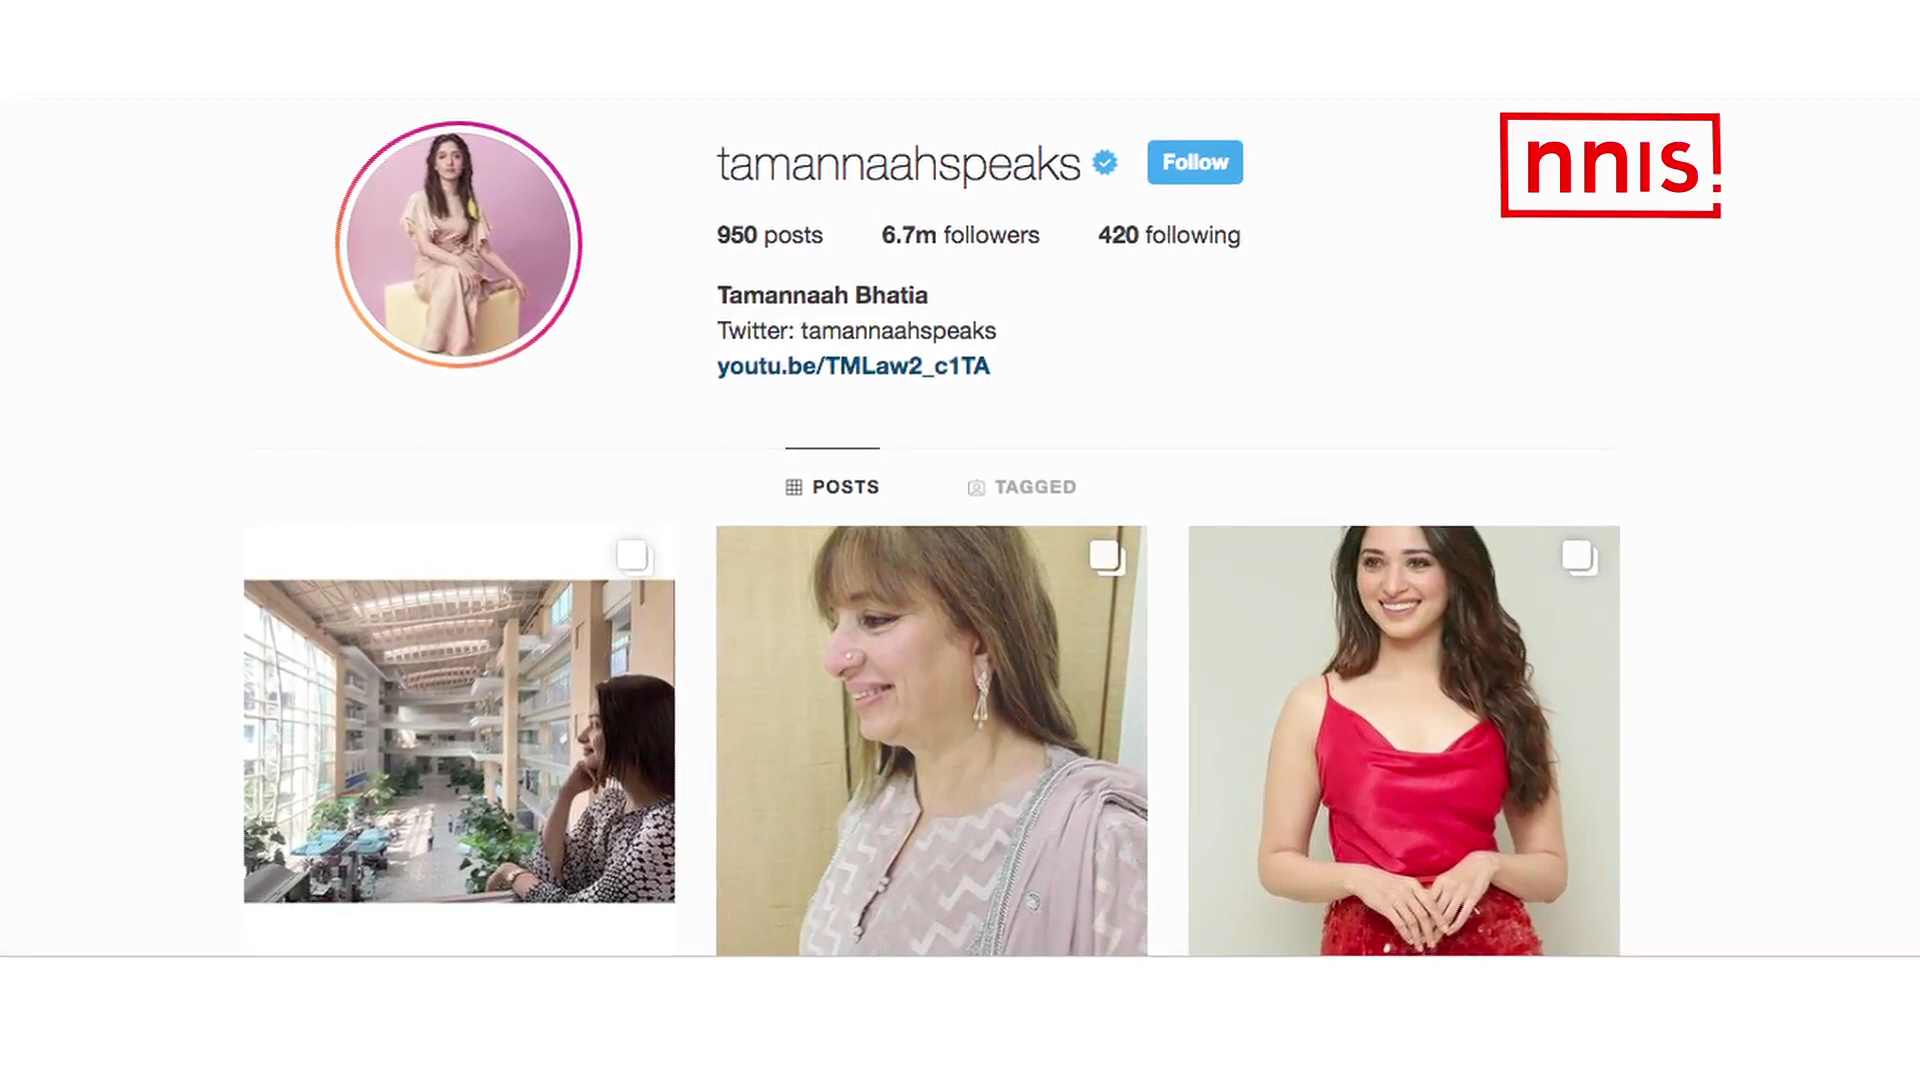 tamannaahspeaks Follow
nnis!
950 posts 6.7m followers 420 following
Tamannaah Bhatia
Twitter: tamannaahspeaks
youtu.be/TMLaw2_c1TA
POSTS TAGGED